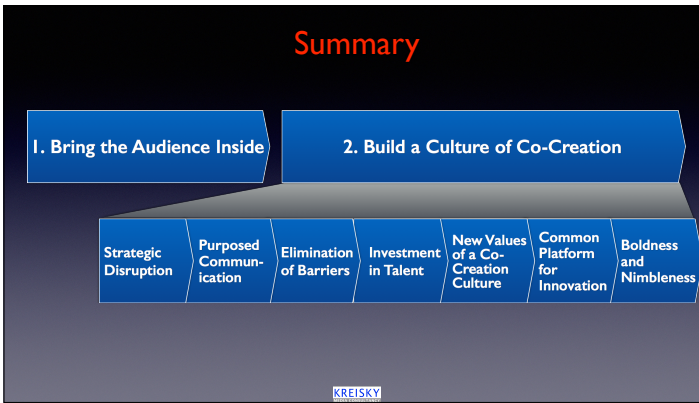 Summary
1. Bring the Audience Inside
2. Build a Culture of Co-Creation
Strategic
Disruption
Purposed
Commun-
ication
Elimination
of Barriers
Investment
in Talent
New Values
of a Co-
Creation
Culture
Common
Platform
for
Innovation
Boldness
and
Nimbleness
KREISKY